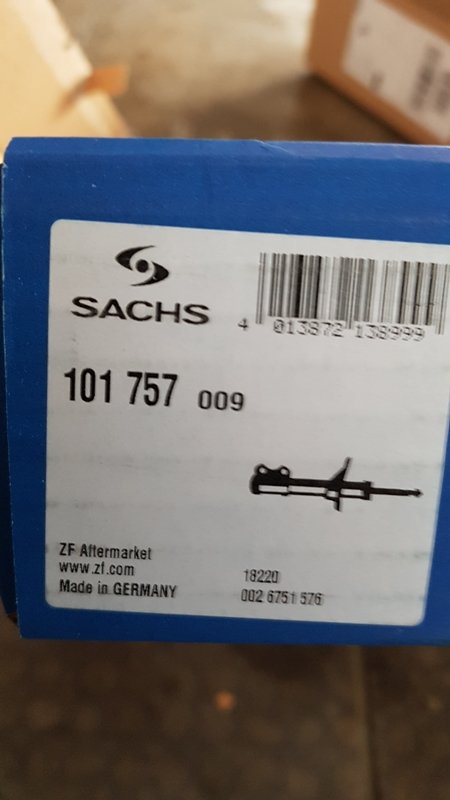 SACHS
4 013872 138999
101 757 009
ZF Aftermarket
www.zf.com
Made in GERMANY
18220
002 6751 576